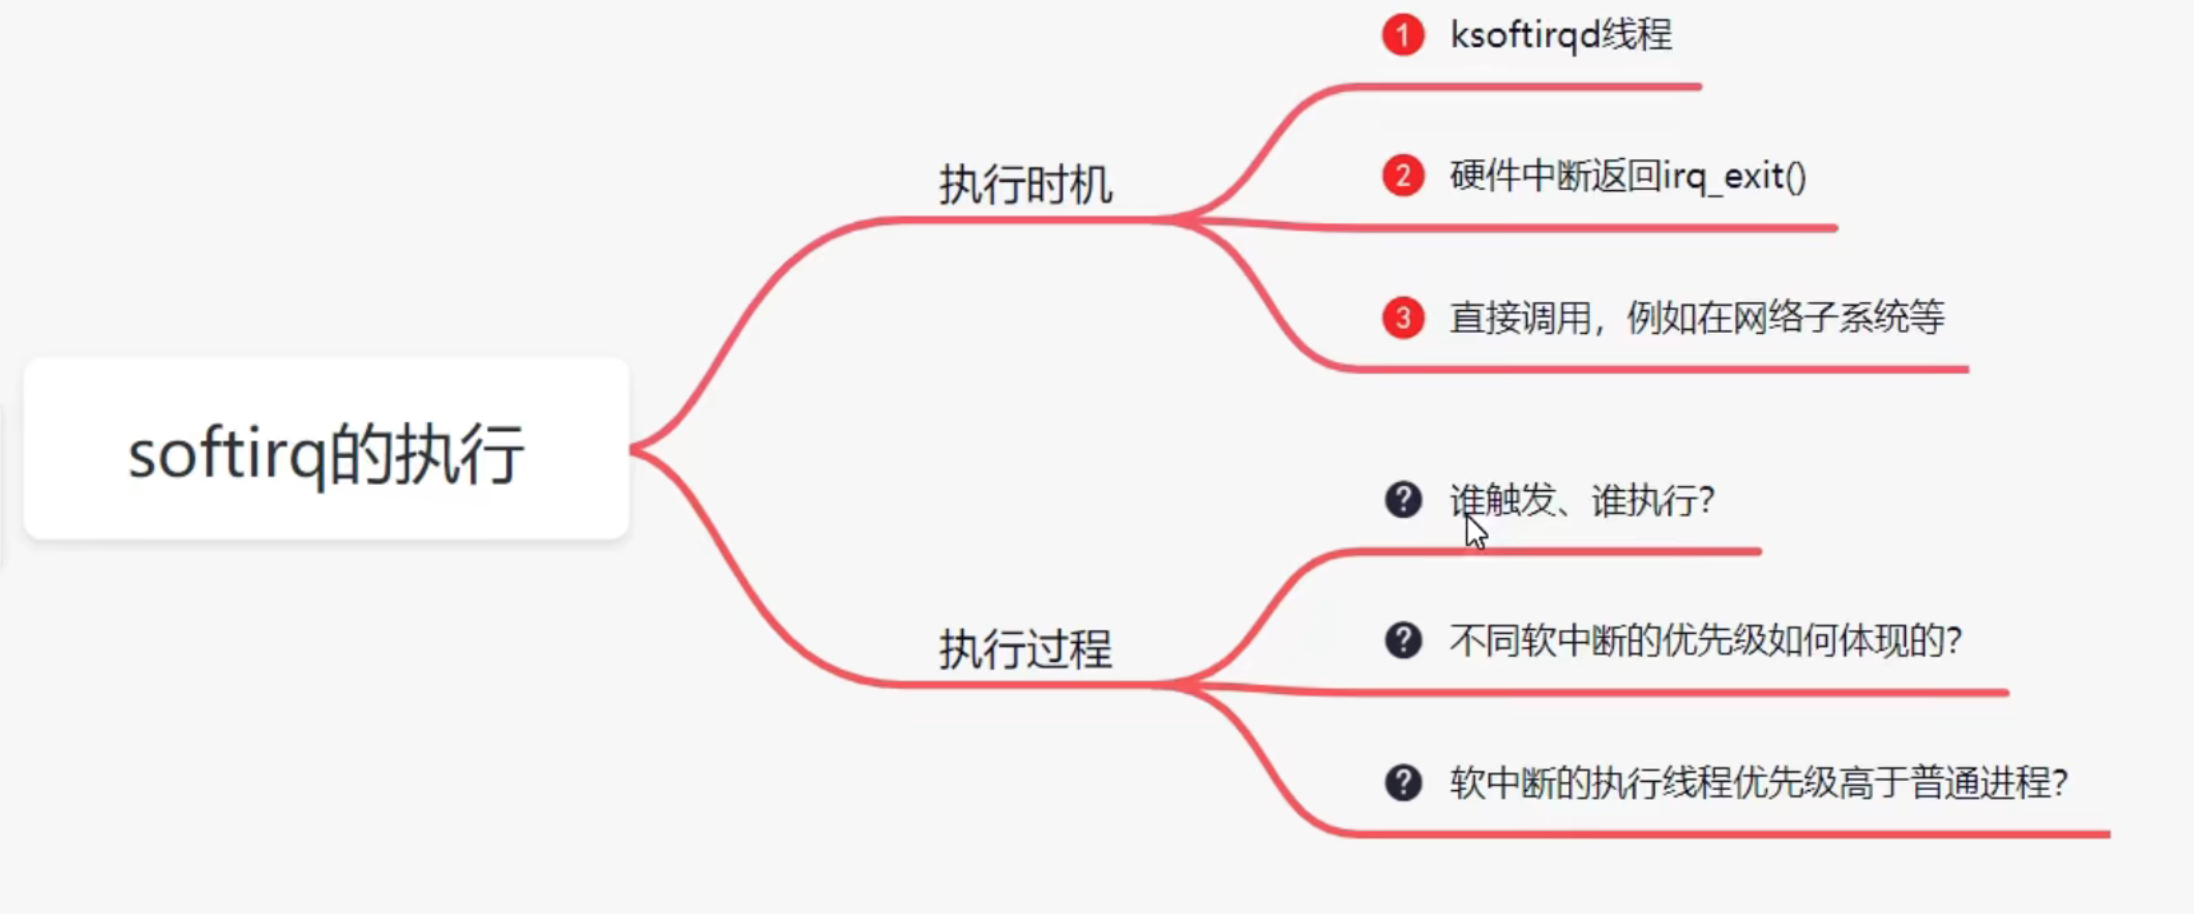 softirq的执行
执行时机
1 ksoftirqd线程
2 硬件中断返回irq_exit()
3 直接调用，例如在网络子系统等
执行过程
? 谁触发、谁执行?
? 不同软中断的优先级如何体现的?
? 软中断的执行线程优先级高于普通进程?